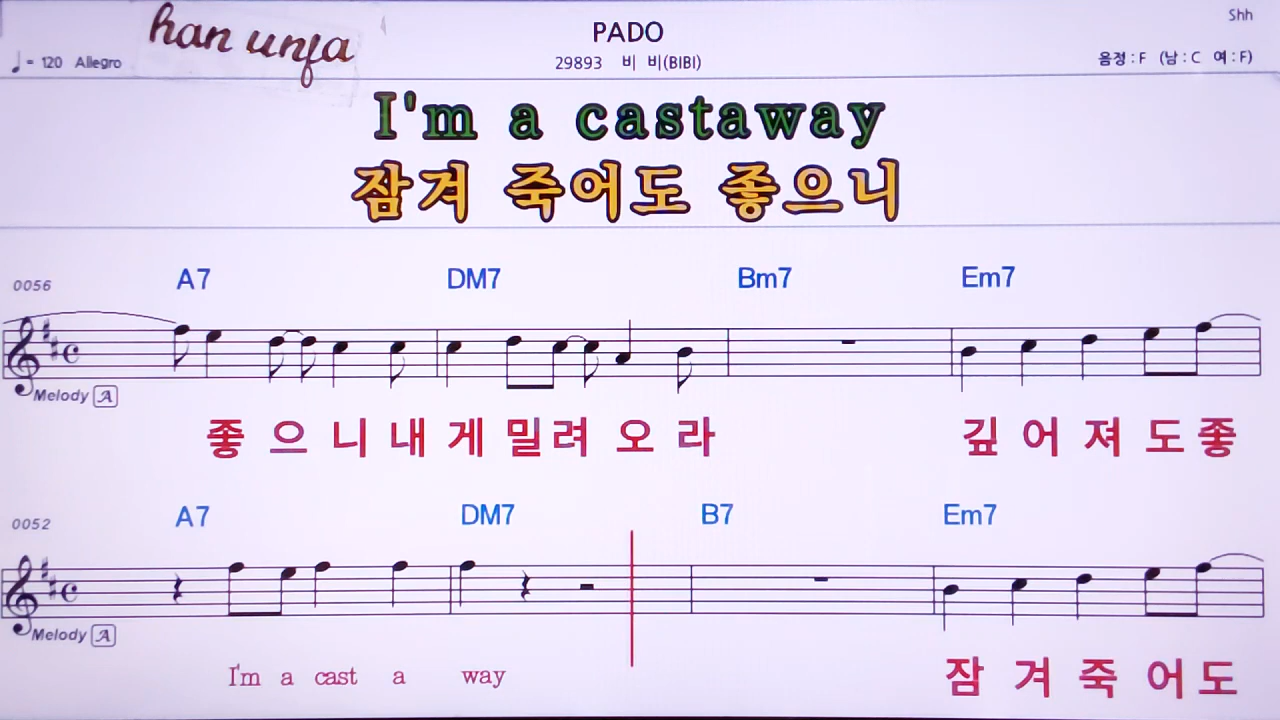 han unfa
PADO
Shh
= 120 Allegro
29893 비 비(BIBI)
음정 : F (남 : C 여 : F)
I'm a castaway
잠겨 죽어도 좋으니
0056 A7 DM7 Bm7 Em7
Melody A
좋 으 니 내 게 밀 려 오 라 깊 어 져 도 좋
0052 A7 DM7 B7 Em7
Melody A
I'm a cast a way 잠 겨 죽 어 도